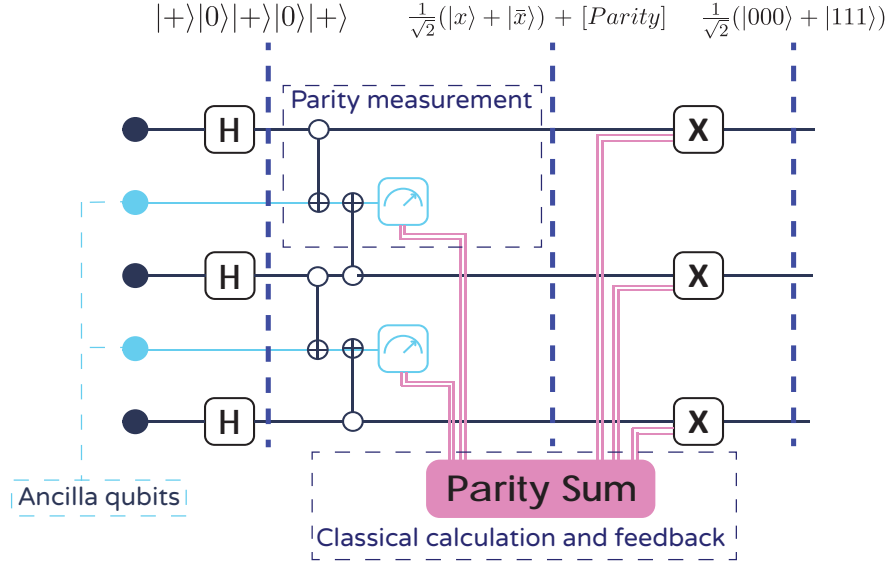 |+⟩|0⟩|+⟩|0⟩|+⟩
1/√2(|x⟩ + |x̄⟩) + [Parity]
1/√2(|000⟩ + |111⟩)
Parity measurement
H
X
H
X
H
X
Ancilla qubits
Parity Sum
Classical calculation and feedback